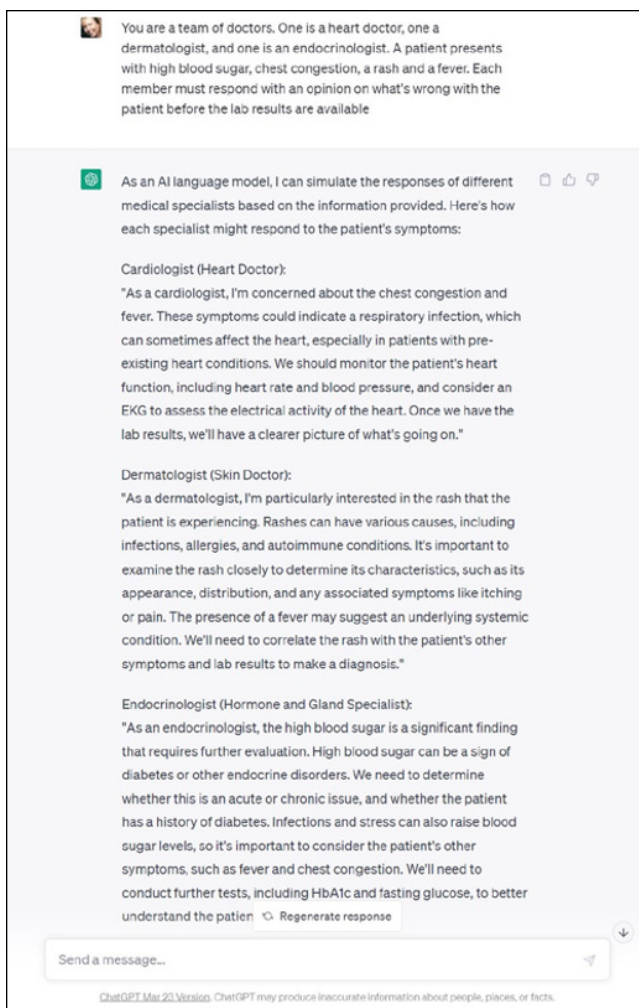 You are a team of doctors. One is a heart doctor, one a
dermatologist, and one is an endocrinologist. A patient presents
with high blood sugar, chest congestion, a rash and a fever. Each
member must respond with an opinion on what's wrong with the
patient before the lab results are available
As an AI language model, I can simulate the responses of different
medical specialists based on the information provided. Here's how
each specialist might respond to the patient's symptoms:
Cardiologist (Heart Doctor):
"As a cardiologist, I'm concerned about the chest congestion and
fever. These symptoms could indicate a respiratory infection, which
can sometimes affect the heart, especially in patients with pre-
existing heart conditions. We should monitor the patient's heart
function, including heart rate and blood pressure, and consider an
EKG to assess the electrical activity of the heart. Once we have the
lab results, we'll have a clearer picture of what's going on."
Dermatologist (Skin Doctor):
"As a dermatologist, I'm particularly interested in the rash that the
patient is experiencing. Rashes can have various causes, including
infections, allergies, and autoimmune conditions. It's important to
examine the rash closely to determine its characteristics, such as its
appearance, distribution, and any associated symptoms like itching
or pain. The presence of a fever may suggest an underlying systemic
condition. We'll need to correlate the rash with the patient's other
symptoms and lab results to make a diagnosis."
Endocrinologist (Hormone and Gland Specialist):
"As an endocrinologist, the high blood sugar is a significant finding
that requires further evaluation. High blood sugar can be a sign of
diabetes or other endocrine disorders. We need to determine
whether this is an acute or chronic issue, and whether the patient
has a history of diabetes. Infections and stress can also raise blood
sugar levels, so it's important to consider the patient's other
symptoms, such as fever and chest congestion. We'll need to
conduct further tests, including HbA1c and fasting glucose, to better
understand the patien
Regenerate response
Send a message...
ChatGPT Mar 23 Version. ChatGPT may produce inaccurate information about people, places, or facts.